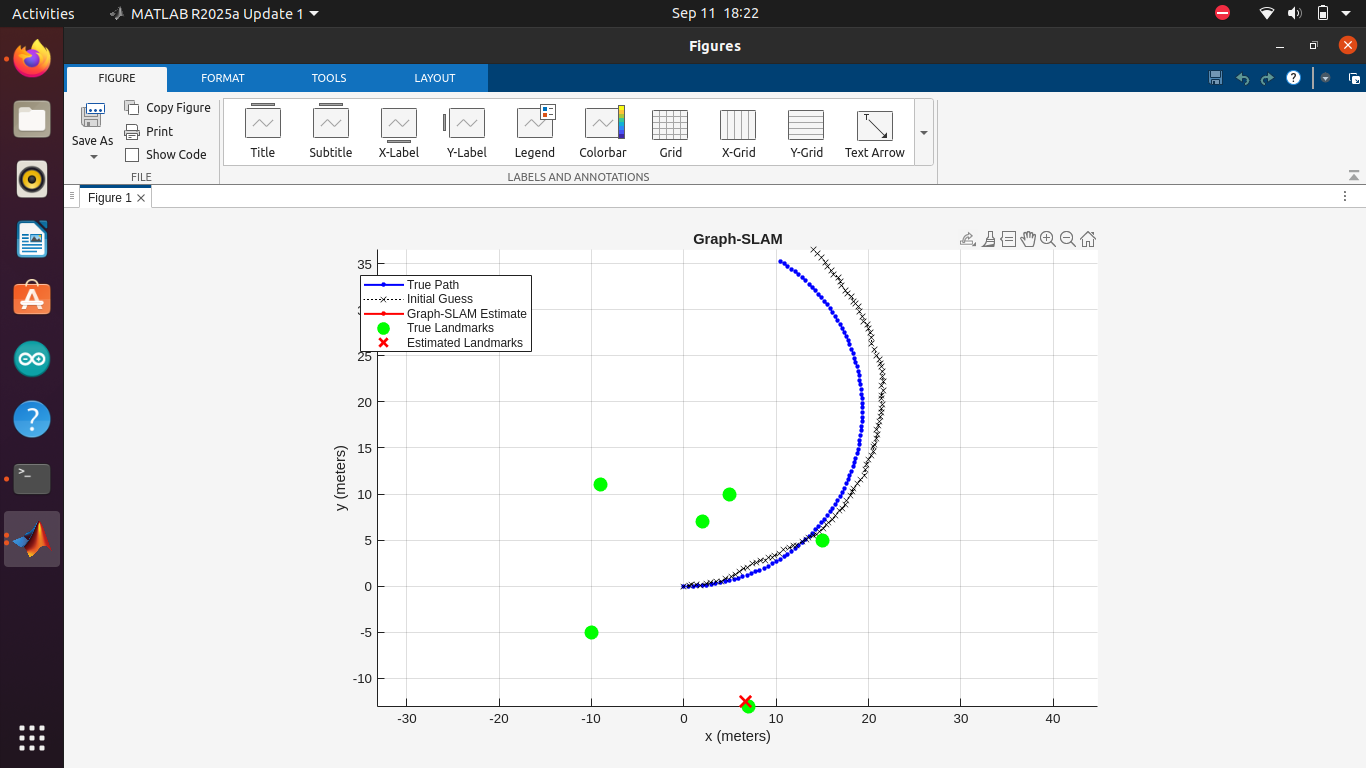 Activities MATLAB R2025a Update 1 Sep 11 18:22
Figures
FIGURE FORMAT TOOLS LAYOUT
Save As
Copy Figure
Print
Show Code
FILE
Title Subtitle X-Label Y-Label Legend Colorbar Grid X-Grid Y-Grid Text Arrow
LABELS AND ANNOTATIONS
Figure 1
Graph-SLAM
True Path
Initial Guess
Graph-SLAM Estimate
True Landmarks
Estimated Landmarks
35
25
20
15
10
5
0
-5
-10
y (meters)
-30 -20 -10 0 10 20 30 40
x (meters)